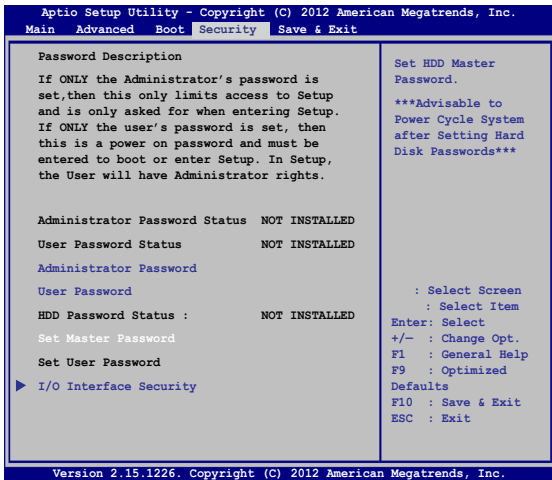 Aptio Setup Utility - Copyright (C) 2012 American Megatrends, Inc.
Main Advanced Boot Security Save & Exit
Password Description
If ONLY the Administrator's password is
set,then this only limits access to Setup
and is only asked for when entering Setup.
If ONLY the user's password is set, then
this is a power on password and must be
entered to boot or enter Setup. In Setup,
the User will have Administrator rights.
Administrator Password Status NOT INSTALLED
User Password Status NOT INSTALLED
Administrator Password
User Password
HDD Password Status : NOT INSTALLED
Set Master Password
Set User Password
I/O Interface Security
Set HDD Master
Password.
***Advisable to
Power Cycle System
after Setting Hard
Disk Passwords***
: Select Screen
: Select Item
Enter: Select
+/— : Change Opt.
F1 : General Help
F9 : Optimized
Defaults
F10 : Save & Exit
ESC : Exit
Version 2.15.1226. Copyright (C) 2012 American Megatrends, Inc.